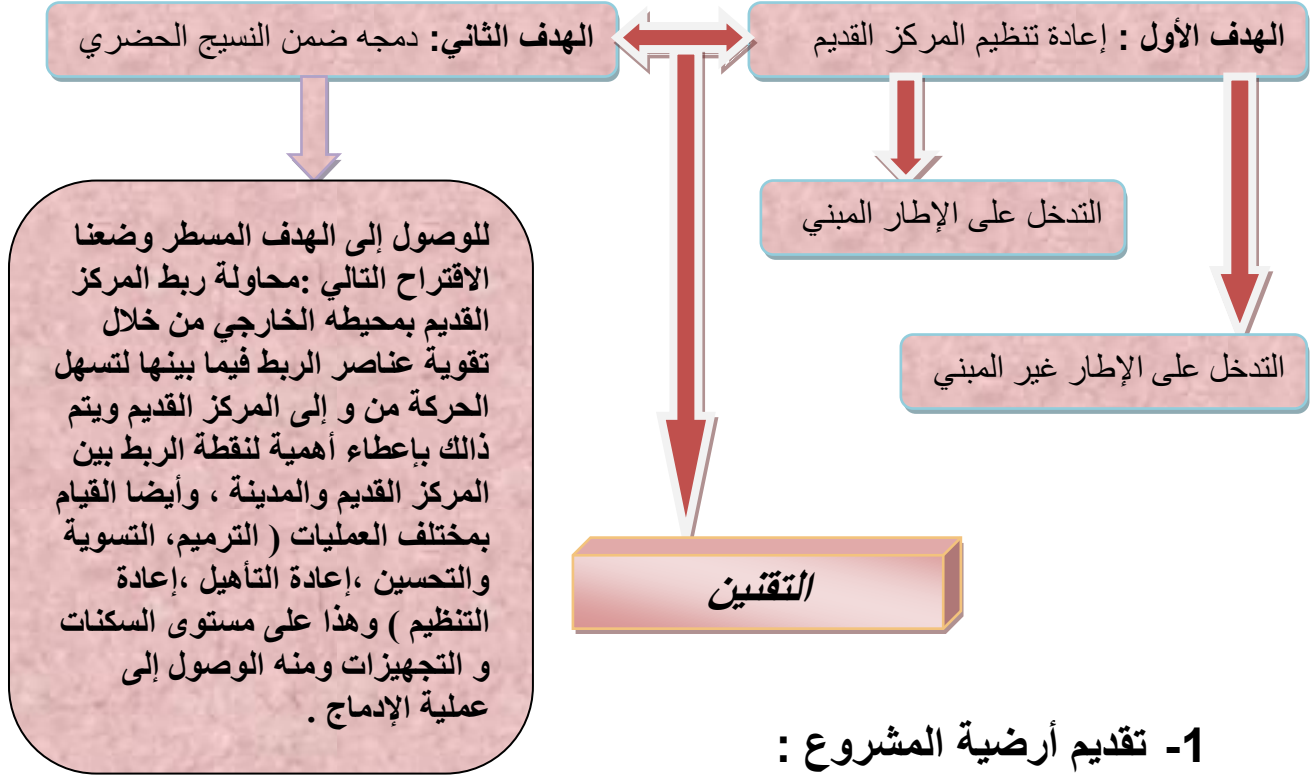 الهدف الأول : إعادة تنظيم المركز القديم
الهدف الثاني: دمجه ضمن النسيج الحضري
التدخل على الإطار المبني
التدخل على الإطار غير المبني
للوصول إلى الهدف المسطر وضعنا
الاقتراح التالي :محاولة ربط المركز
القديم بمحيطه الخارجي من خلال
تقوية عناصر الربط فيما بينها لتسهل
الحركة من و إلى المركز القديم ويتم
ذالك بإعطاء أهمية لنقطة الربط بين
المركز القديم والمدينة ، وأيضا القيام
بمختلف العمليات ( الترميم، التسوية
والتحسين ،إعادة التأهيل ،إعادة
التنظيم ) وهذا على مستوى السكنات
و التجهيزات ومنه الوصول إلى
عملية الإدماج .
التقنين
1- تقديم أرضية المشروع :